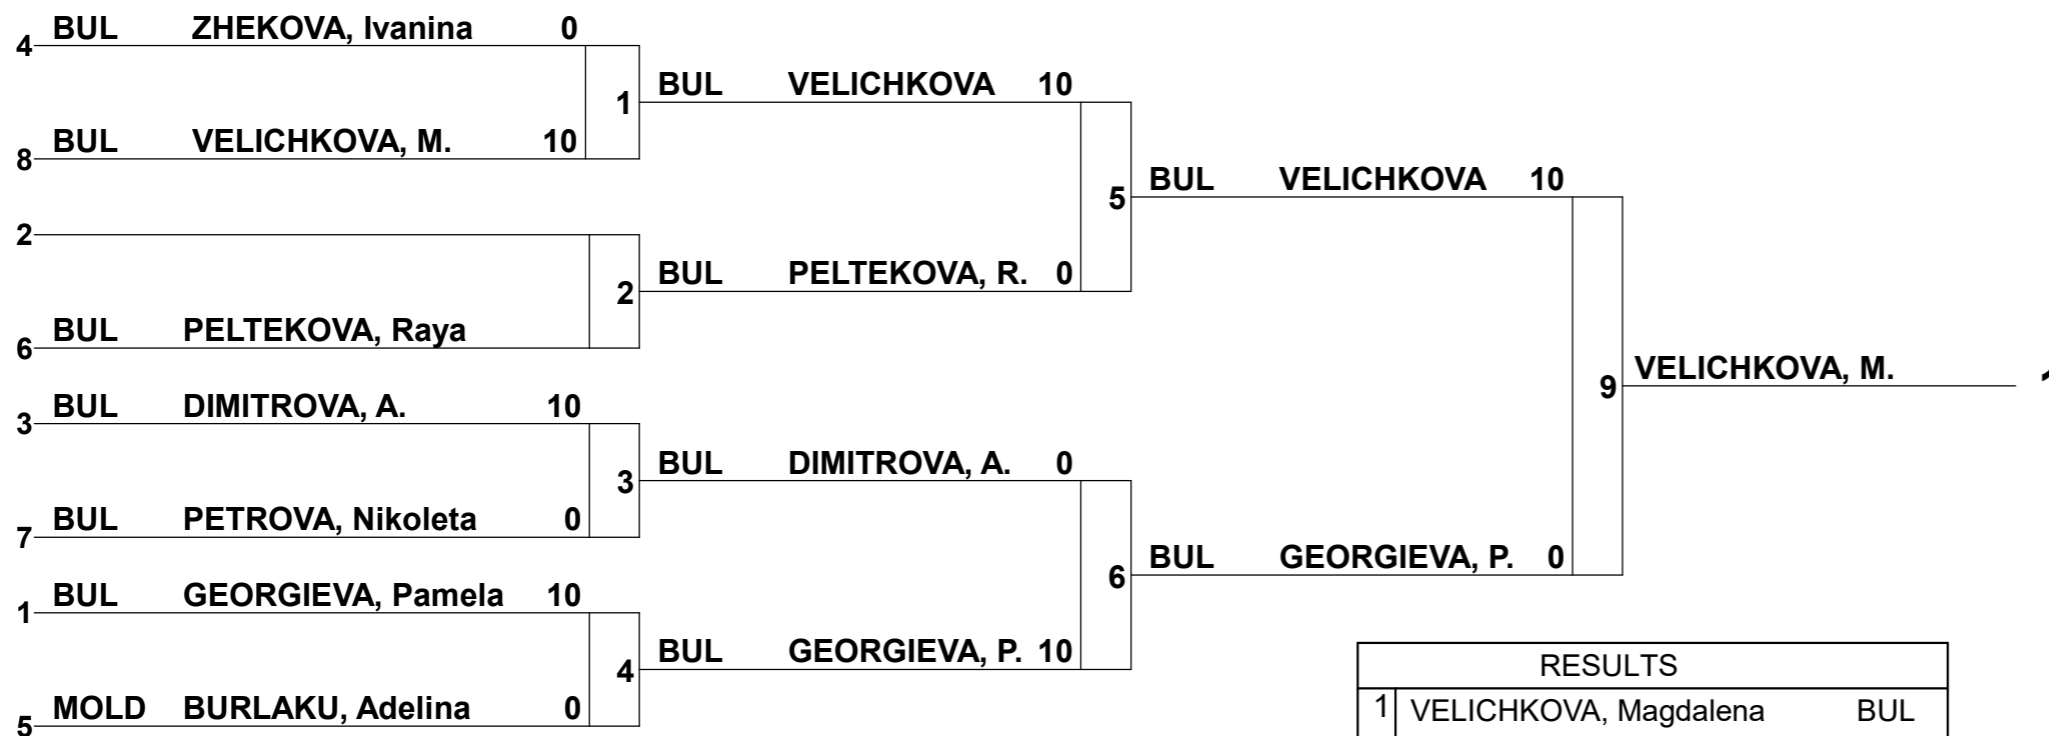 4 BUL ZHEKOVA, Ivanina 0
1 BUL VELICHKOVA 10
8 BUL VELICHKOVA, M. 10
5 BUL VELICHKOVA 10
2
2 BUL PELTEKOVA, R. 0
6 BUL PELTEKOVA, Raya
9 VELICHKOVA, M.
3 BUL DIMITROVA, A. 10
3 BUL DIMITROVA, A. 0
7 BUL PETROVA, Nikoleta 0
6 BUL GEORGIEVA, P. 0
1 BUL GEORGIEVA, Pamela 10
4 BUL GEORGIEVA, P. 10
5 MOLD BURLAKU, Adelina 0
RESULTS
1 VELICHKOVA, Magdalena BUL